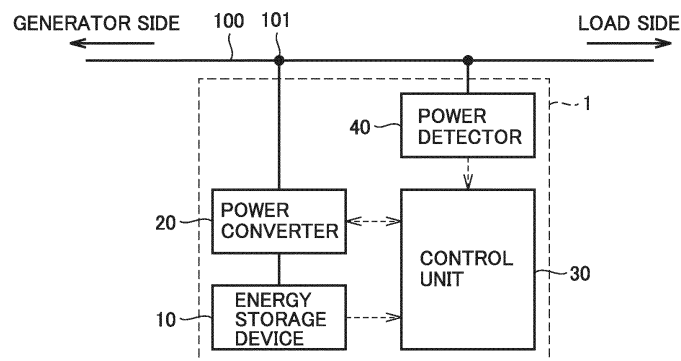 GENERATOR SIDE
100
101
LOAD SIDE
40
POWER
DETECTOR
1
20
POWER
CONVERTER
CONTROL
UNIT
30
10
ENERGY
STORAGE
DEVICE